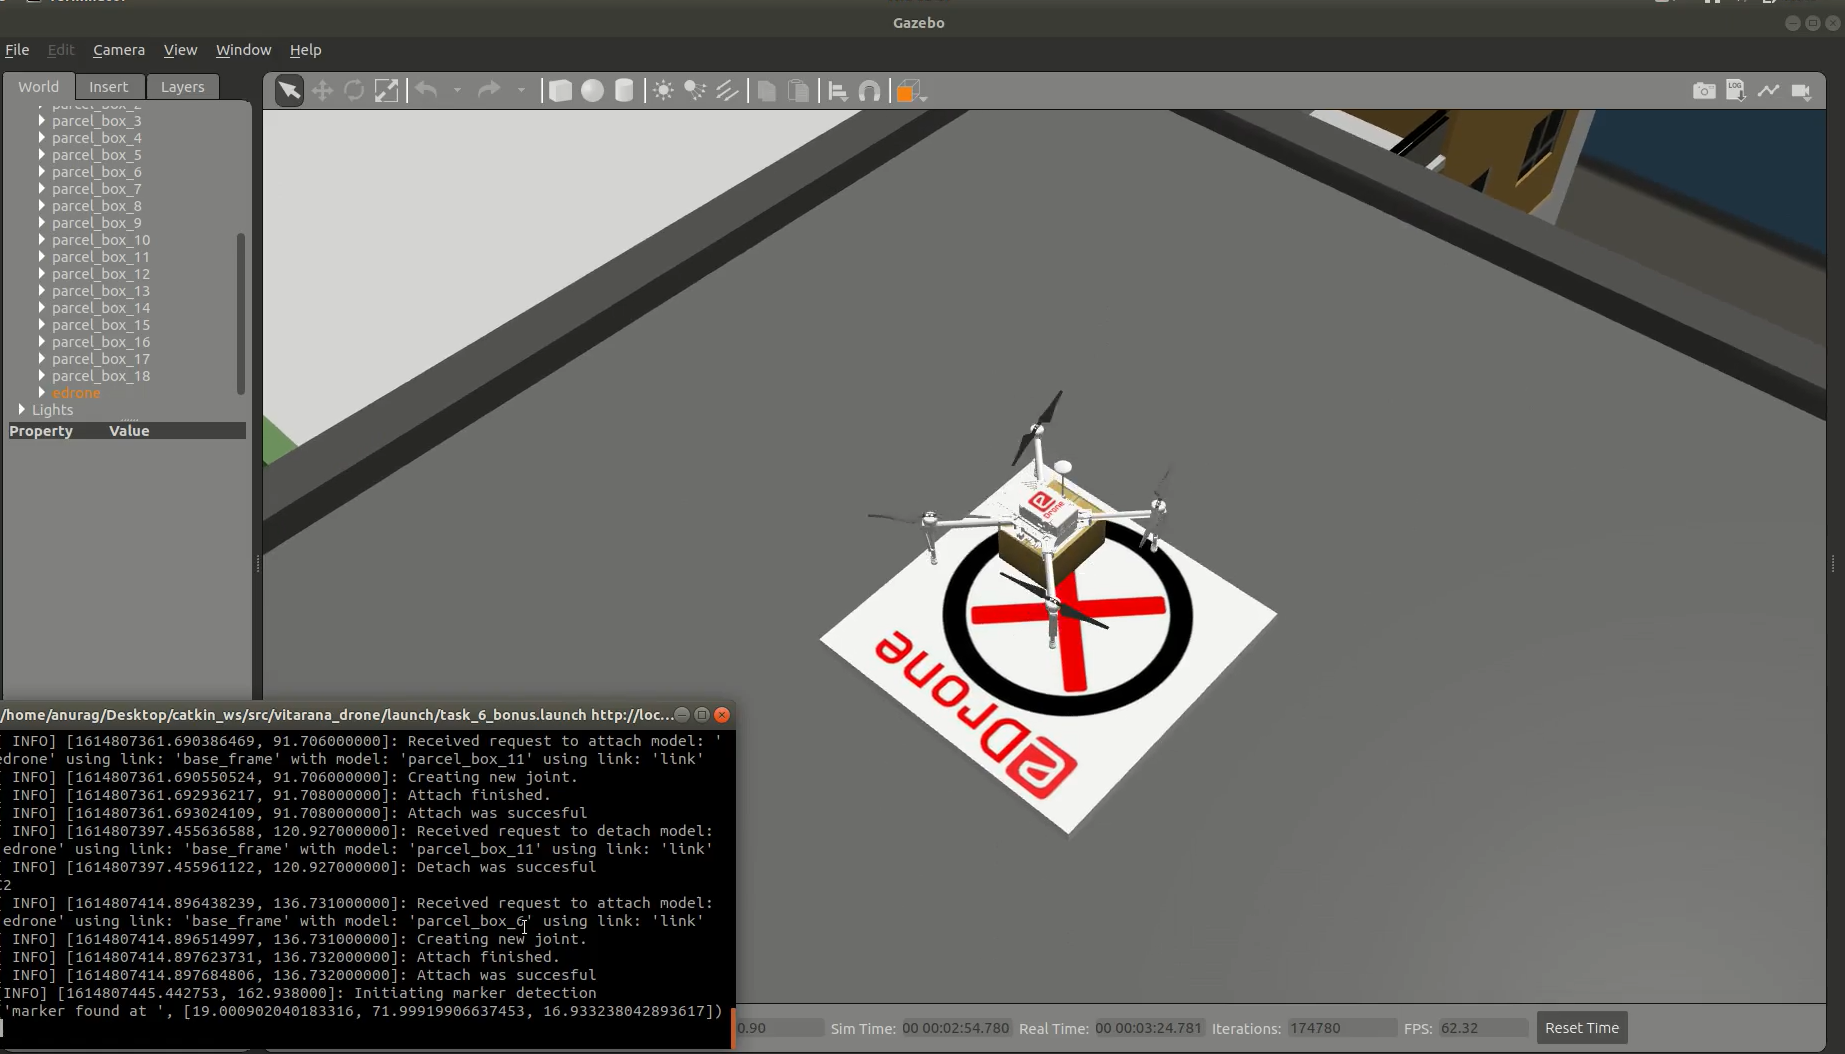 Gazebo
File Edit Camera View Window Help
World Insert Layers
parcel_box_2
parcel_box_3
parcel_box_4
parcel_box_5
parcel_box_6
parcel_box_7
parcel_box_8
parcel_box_9
parcel_box_10
parcel_box_11
parcel_box_12
parcel_box_13
parcel_box_14
parcel_box_15
parcel_box_16
parcel_box_17
parcel_box_18
edrone
Lights
Property Value
LOG
Drone
eDrone
/home/anurag/Desktop/catkin_ws/src/vitarana_drone/launch/task_6_bonus.launch http://loc...
[ INFO] [1614807361.690386469, 91.706000000]: Received request to attach model: '
edrone' using link: 'base_frame' with model: 'parcel_box_11' using link: 'link'
[ INFO] [1614807361.690550524, 91.706000000]: Creating new joint.
[ INFO] [1614807361.692936217, 91.708000000]: Attach finished.
[ INFO] [1614807361.693024109, 91.708000000]: Attach was succesful
[ INFO] [1614807397.455636588, 120.927000000]: Received request to detach model:
edrone' using link: 'base_frame' with model: 'parcel_box_11' using link: 'link'
[ INFO] [1614807397.455961122, 120.927000000]: Detach was succesful
C2
[ INFO] [1614807414.896438239, 136.731000000]: Received request to attach model:
edrone' using link: 'base_frame' with model: 'parcel_box_6' using link: 'link'
[ INFO] [1614807414.896514997, 136.731000000]: Creating new joint.
[ INFO] [1614807414.897623731, 136.732000000]: Attach finished.
[ INFO] [1614807414.897684806, 136.732000000]: Attach was succesful
[INFO] [1614807445.442753, 162.938000]: Initiating marker detection
'marker found at ', [19.000902040183316, 71.99919906637453, 16.933238042893617])
0.90 Sim Time: 00 00:02:54.780 Real Time: 00 00:03:24.781 Iterations: 174780 FPS: 62.32 Reset Time